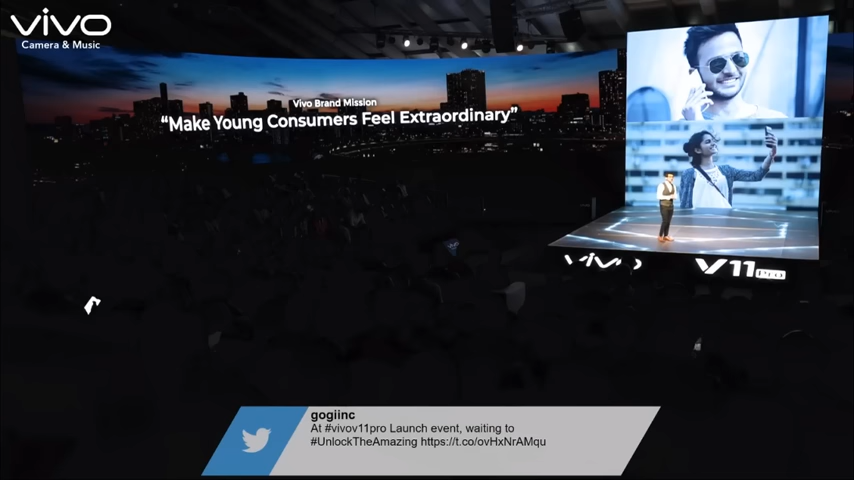 vivo
Camera & Music
Vivo Brand Mission
“Make Young Consumers Feel Extraordinary”
vivo
V11 Pro
gogiinc
At #vivov11pro Launch event, waiting to
#UnlockTheAmazing https://t.co/ovHxNrAMqu